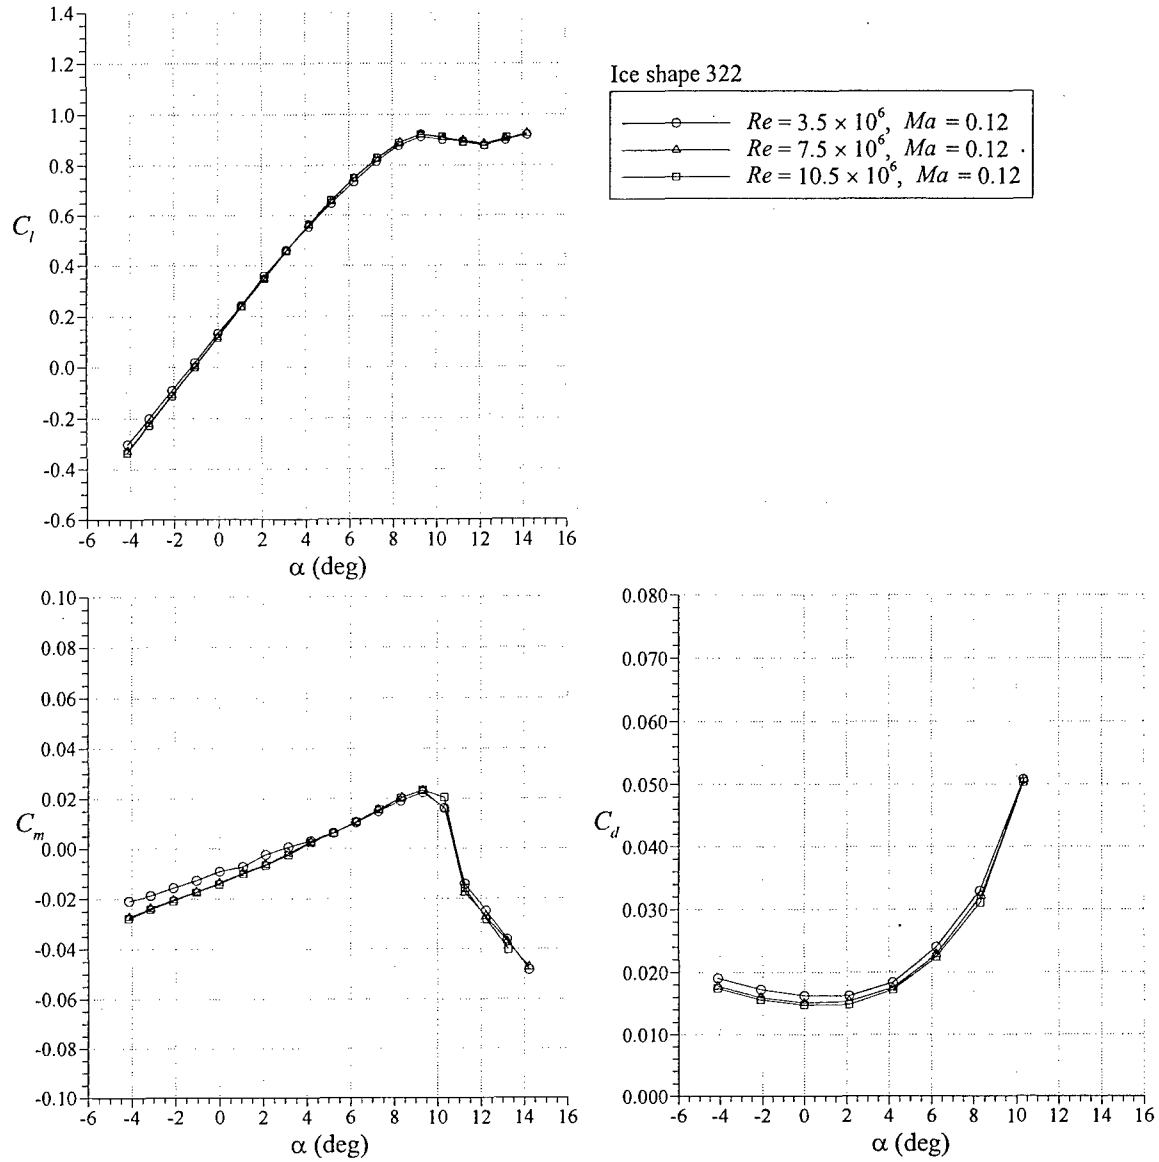 1.4
1.2
1.0
0.8
0.6
0.4
0.2
0.0
-0.2
-0.4
-0.6
C_l
-6 -4 -2 0 2 4 6 8 10 12 14 16
α (deg)
Ice shape 322
Re = 3.5 × 10^6, Ma = 0.12
Re = 7.5 × 10^6, Ma = 0.12
Re = 10.5 × 10^6, Ma = 0.12
0.10
0.08
0.06
0.04
0.02
0.00
-0.02
-0.04
-0.06
-0.08
-0.10
C_m
-6 -4 -2 0 2 4 6 8 10 12 14 16
α (deg)
0.080
0.070
0.060
0.050
0.040
0.030
0.020
0.010
0.000
C_d
-6 -4 -2 0 2 4 6 8 10 12 14 16
α (deg)